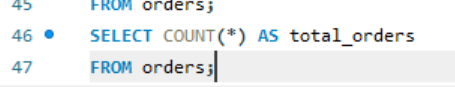 45 FROM orders;
46 SELECT COUNT(*) AS total_orders
47 FROM orders;